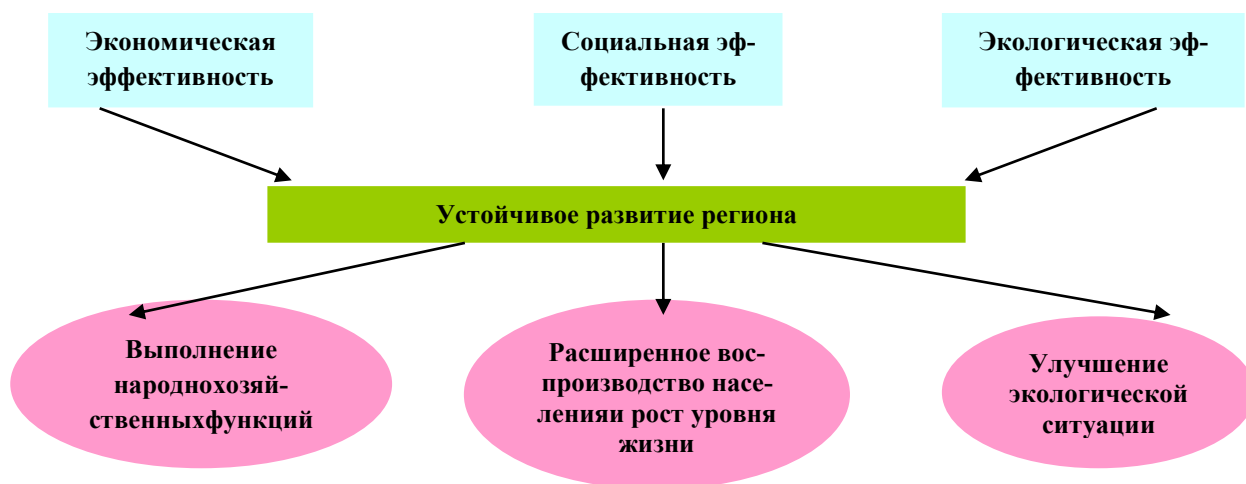 Экономическая
эффективность
Социальная эф-
фективность
Экологическая эф-
фективность
Устойчивое развитие региона
Выполнение
народнохозяй-
ственныхфункций
Расширенное вос-
производство насе-
ленияи рост уровня
жизни
Улучшение
экологической
ситуации